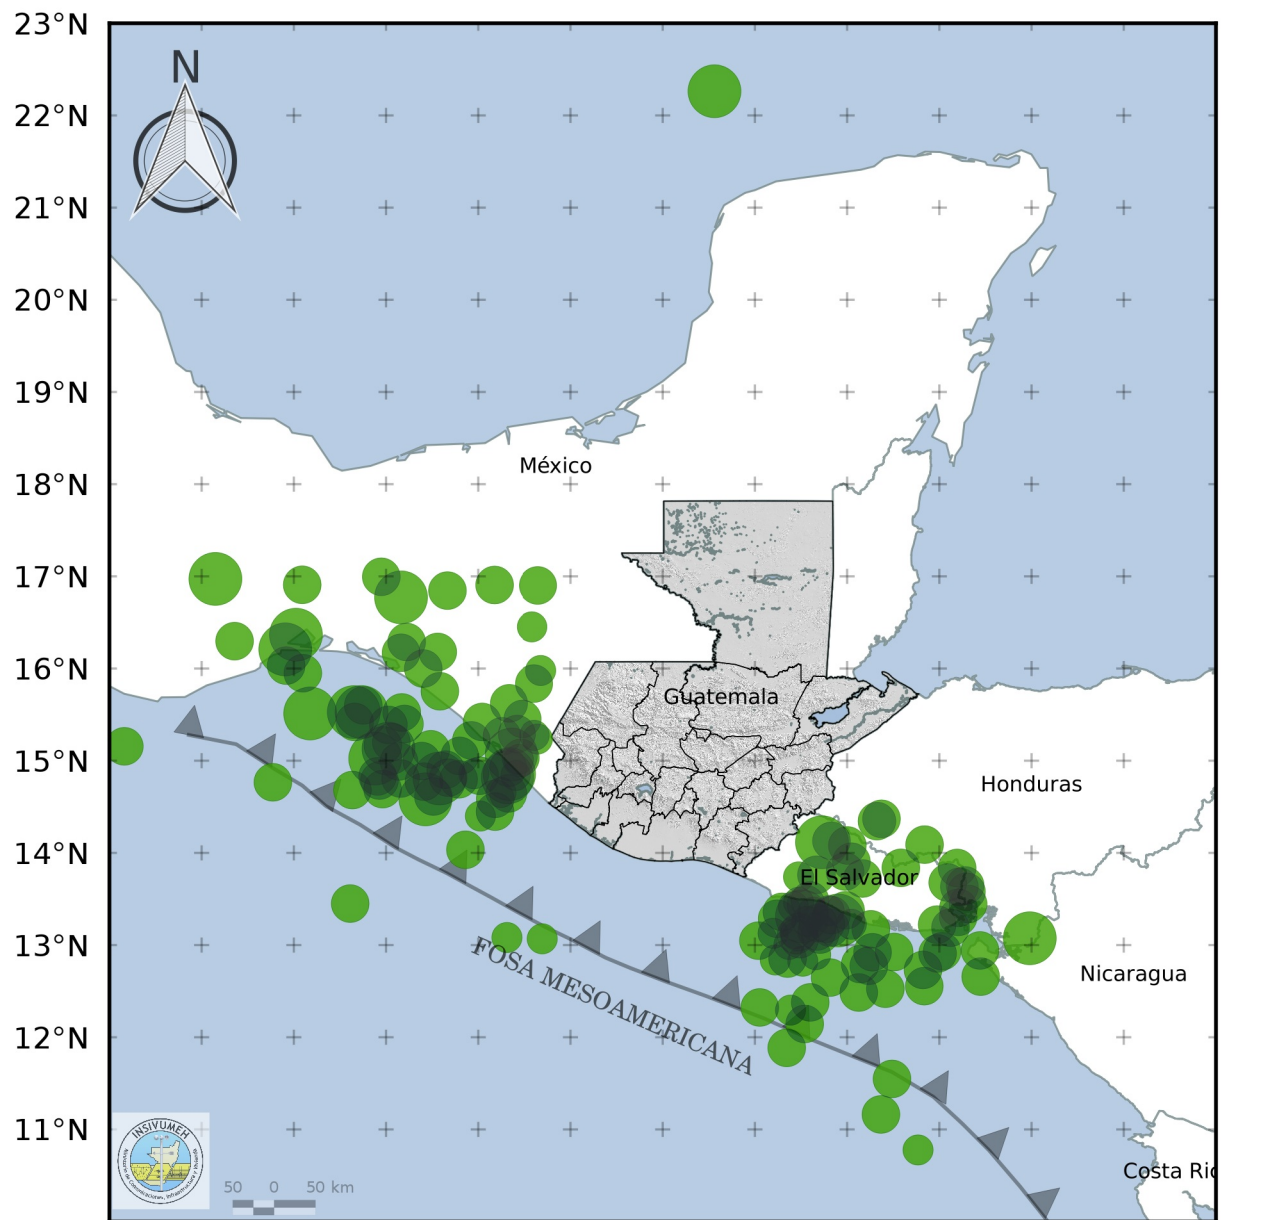 23°N
N
22°N
21°N
20°N
19°N
México
18°N
17°N
16°N
Guatemala
15°N
Honduras
14°N
El Salvador
13°N
FOSA MESOAMERICANA
Nicaragua
12°N
11°N
INSIVUMEH
Costa Ric
50 0 50 km